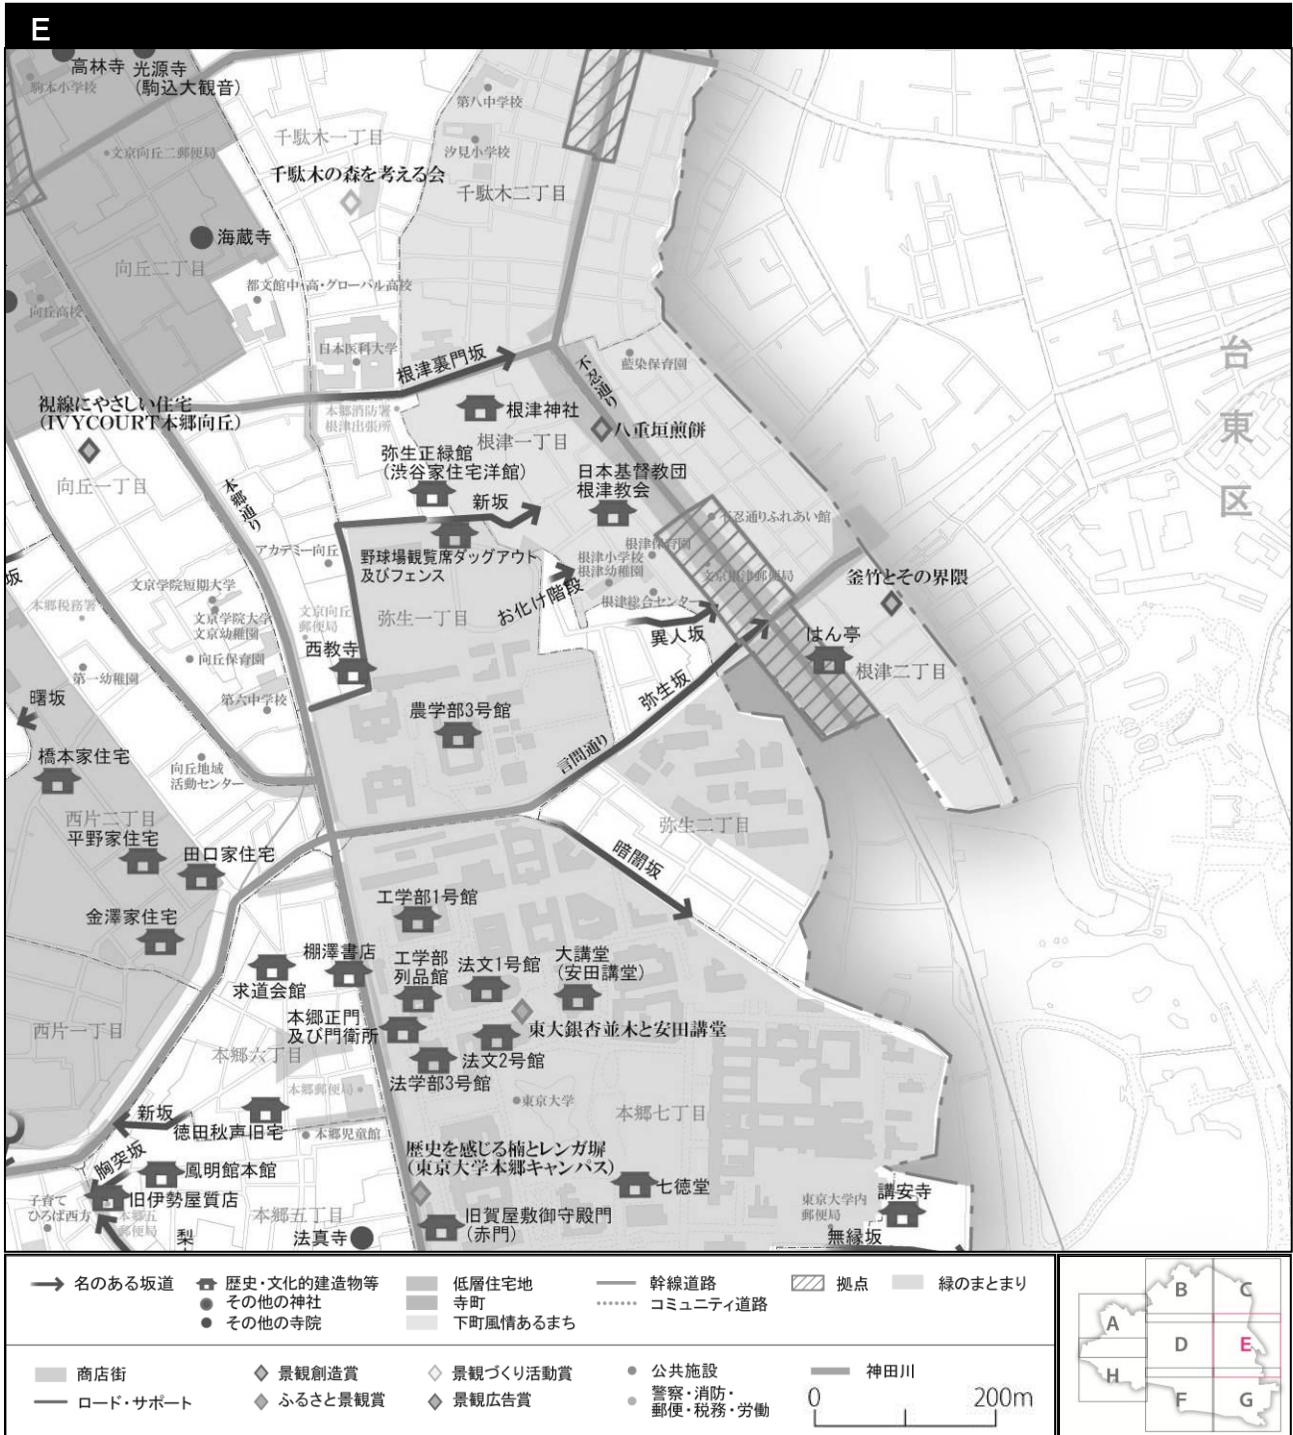 E
高林寺
光源寺
(駒込大観音)
駒本小学校
第八中学校
千駄木一丁目
文京向丘二郵便局
汐見小学校
千駄木の森を考える会
千駄木二丁目
海蔵寺
向丘二丁目
都文館中・高・グローバル高校
向丘高校
台東区
日本医科大学
根津裏門坂
不忍通り
藍染保育園
視線にやさしい住宅
(IVYCOURT本郷向丘)
本郷消防署
根津出張所
根津神社
八重垣煎餅
根津一丁目
弥生正緑館
(渋谷家住宅洋館)
日本基督教団
根津教会
向丘一丁目
本郷通り
新坂
不忍通りふれあい館
アカデミー向丘
野球場観覧席ダッグアウト
及びフェンス
根津保育園
根津小学校
根津幼稚園
文京根津郵便局
釜竹とその界隈
坂
文京学院短期大学
お化け階段
根津総合センター
本郷税務署
文京学院大学
文京幼稚園
文京向丘
郵便局
弥生一丁目
異人坂
はん亭
西教寺
向丘保育園
根津二丁目
第一幼稚園
第六中学校
弥生坂
曙坂
農学部3号館
橋本家住宅
向丘地域
活動センター
言問通り
西片二丁目
弥生二丁目
平野家住宅
田口家住宅
暗闇坂
金澤家住宅
工学部1号館
棚澤書店
工学部
列品館
法文1号館
大講堂
(安田講堂)
求道会館
本郷正門
及び門衛所
東大銀杏並木と安田講堂
西片一丁目
本郷六丁目
法文2号館
法学部3号館
本郷郵便局
東京大学
本郷七丁目
新坂
徳田秋声旧宅
本郷児童館
胸突坂
歴史を感じる楠とレンガ塀
(東京大学本郷キャンパス)
鳳明館本館
七徳堂
子育て
ひろば西方
旧伊勢屋質店
本郷五
郵便局
本郷五丁目
東京大学内
郵便局
講安寺
旧賀屋敷御守殿門
(赤門)
梨
法真寺
無縁坂
名のある坂道
歴史・文化的建造物等
低層住宅地
幹線道路
拠点
緑のまとまり
その他の神社
寺町
コミュニティ道路
その他の寺院
下町風情あるまち
商店街
景観創造賞
景観づくり活動賞
公共施設
神田川
ロード・サポート
ふるさと景観賞
景観広告賞
警察・消防・
郵便・税務・労働
0 200m
B C
A
D E
H
F G